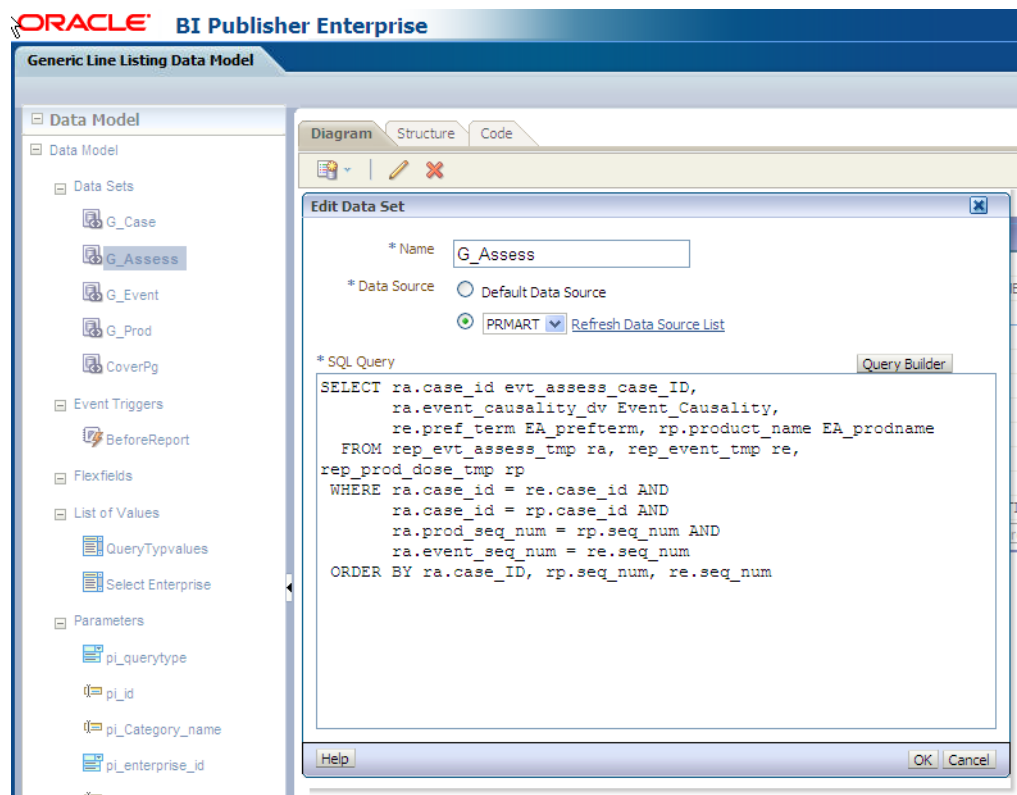 ORACLE BI Publisher Enterprise
Generic Line Listing Data Model
Data Model
Data Model
Data Sets
G_Case
G_Assess
G_Event
G_Prod
CoverPg
Event Triggers
BeforeReport
Flexfields
List of Values
QueryTypvalues
Select Enterprise
Parameters
pi_querytype
pi_id
pi_Category_name
pi_enterprise_id
Diagram Structure Code
Edit Data Set
* Name G_Assess
* Data Source Default Data Source
PRMART Refresh Data Source List
* SQL Query Query Builder
SELECT ra.case_id evt_assess_case_ID,
ra.event_causality_dv Event_Causality,
re.pref_term EA_prefterm, rp.product_name EA_prodname
FROM rep_evt_assess_tmp ra, rep_event_tmp re,
rep_prod_dose_tmp rp
WHERE ra.case_id = re.case_id AND
ra.case_id = rp.case_id AND
ra.prod_seq_num = rp.seq_num AND
ra.event_seq_num = re.seq_num
ORDER BY ra.case_ID, rp.seq_num, re.seq_num
Help OK Cancel